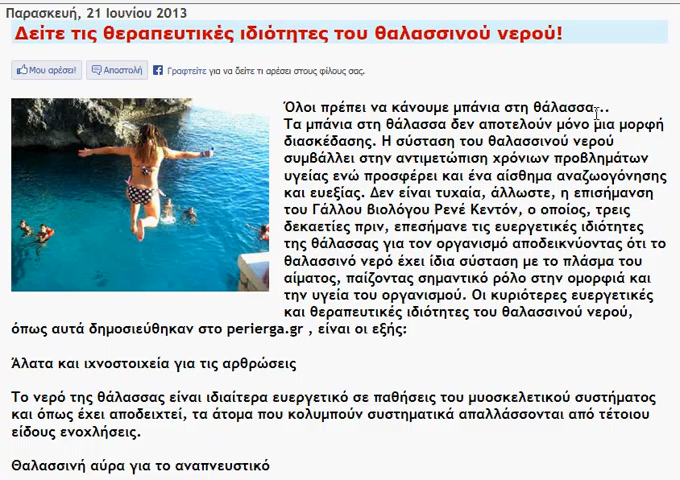 Παρασκευή, 21 Ιουνίου 2013
Δείτε τις θεραπευτικές ιδιότητες του θαλασσινού νερού!
Μου αρέσει! Αποστολή Γραφτείτε για να δείτε τι αρέσει στους φίλους σας.
Όλοι πρέπει να κάνουμε μπάνια στη θάλασσα...
Τα μπάνια στη θάλασσα δεν αποτελούν μόνο μια μορφή
διασκέδασης. Η σύσταση του θαλασσινού νερού
συμβάλλει στην αντιμετώπιση χρόνιων προβλημάτων
υγείας ενώ προσφέρει και ένα αίσθημα αναζωογόνησης
και ευεξίας. Δεν είναι τυχαία, άλλωστε, η επισήμανση
του Γάλλου βιολόγου Ρενέ Κεντόν, ο οποίος, τρεις
δεκαετίες πριν, επεσήμανε τις ευεργετικές ιδιότητες
της θάλασσας για τον οργανισμό αποδεικνύοντας ότι το
θαλασσινό νερό έχει ίδια σύσταση με το πλάσμα του
αίματος, παίζοντας σημαντικό ρόλο στην ομορφιά και
την υγεία του οργανισμού. Οι κυριότερες ευεργετικές
και θεραπευτικές ιδιότητες του θαλασσινού νερού,
όπως αυτά δημοσιεύθηκαν στο perierga.gr , είναι οι εξής:
Άλατα και ιχνοστοιχεία για τις αρθρώσεις
Το νερό της θάλασσας είναι ιδιαίτερα ευεργετικό σε παθήσεις του μυοσκελετικού συστήματος
και όπως έχει αποδειχτεί, τα άτομα που κολυμπούν συστηματικά απαλλάσσονται από τέτοιου
είδους ενοχλήσεις.
Θαλασσινή αύρα για το αναπνευστικό